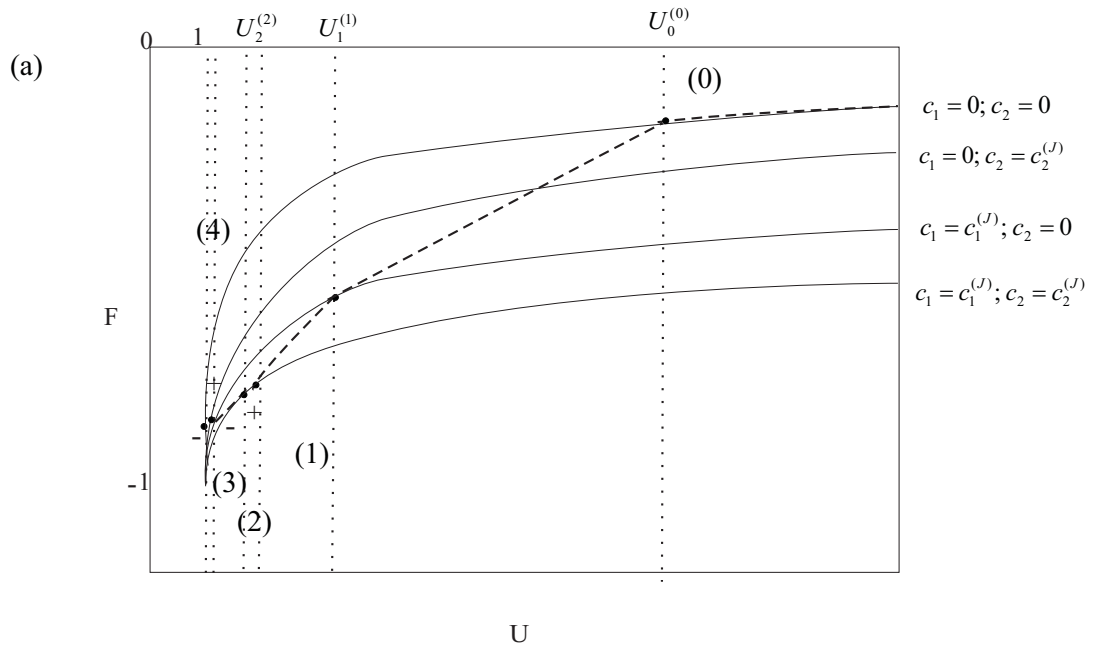 (a)
0 1 U_2^{(2)} U_1^{(1)} U_0^{(0)}
(0)
c_1 = 0; c_2 = 0
c_1 = 0; c_2 = c_2^{(J)}
(4)
c_1 = c_1^{(J)}; c_2 = 0
c_1 = c_1^{(J)}; c_2 = c_2^{(J)}
F
+
+
- -
(1)
-1 (3)
(2)
U